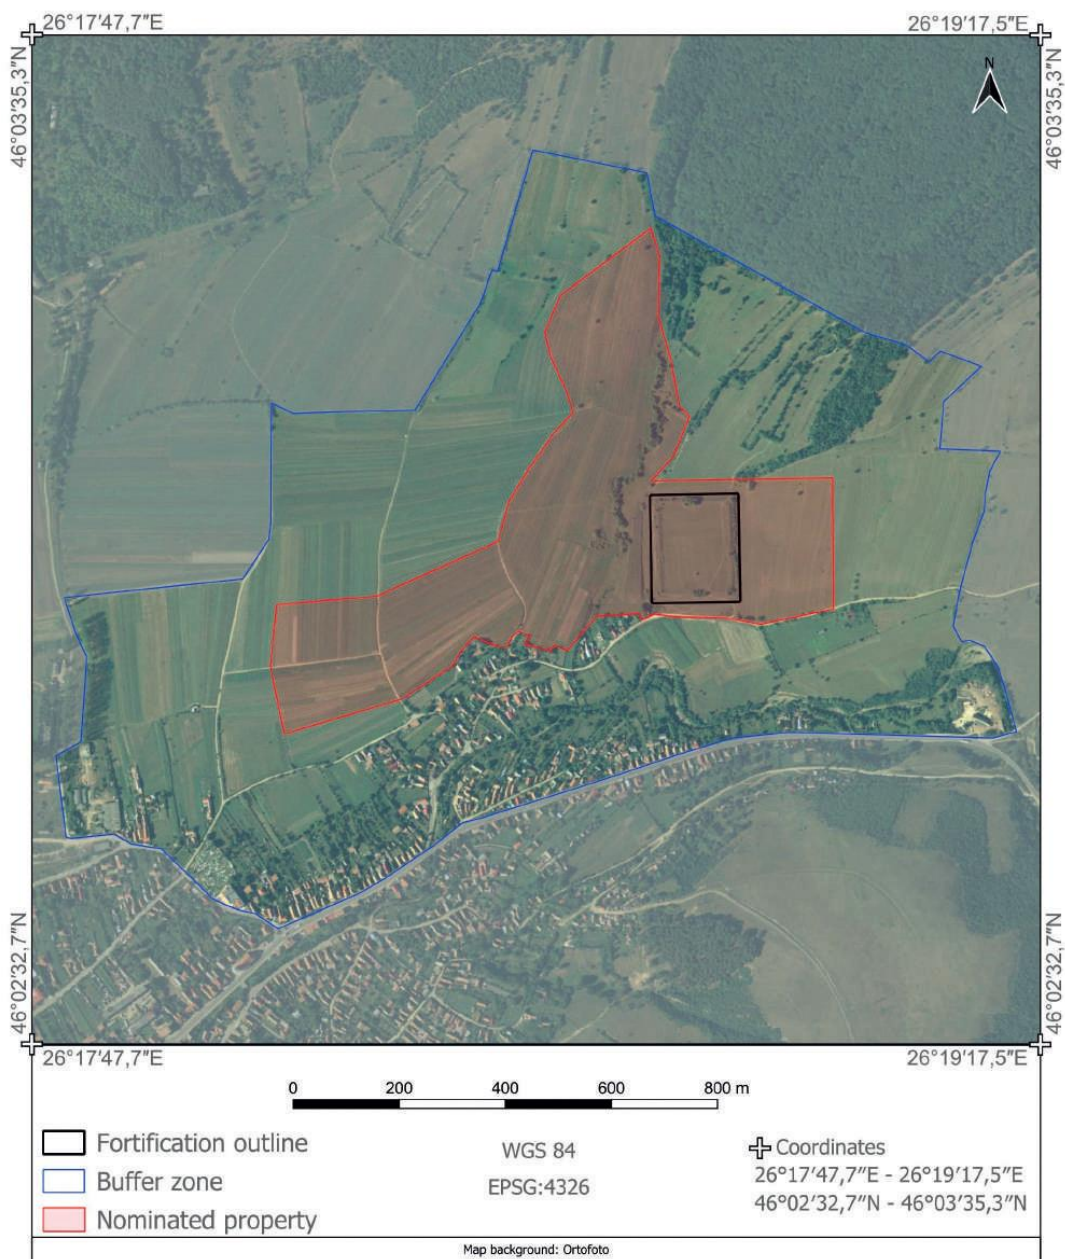 26°17′47,7″E 26°19′17,5″E
46°03′35,3″N 46°03′35,3″N
N
46°02′32,7″N 46°02′32,7″N
26°17′47,7″E 26°19′17,5″E
0 200 400 600 800 m
Fortification outline
Buffer zone
Nominated property
WGS 84
EPSG:4326
Coordinates
26°17′47,7″E - 26°19′17,5″E
46°02′32,7″N - 46°03′35,3″N
Map background: Ortofoto